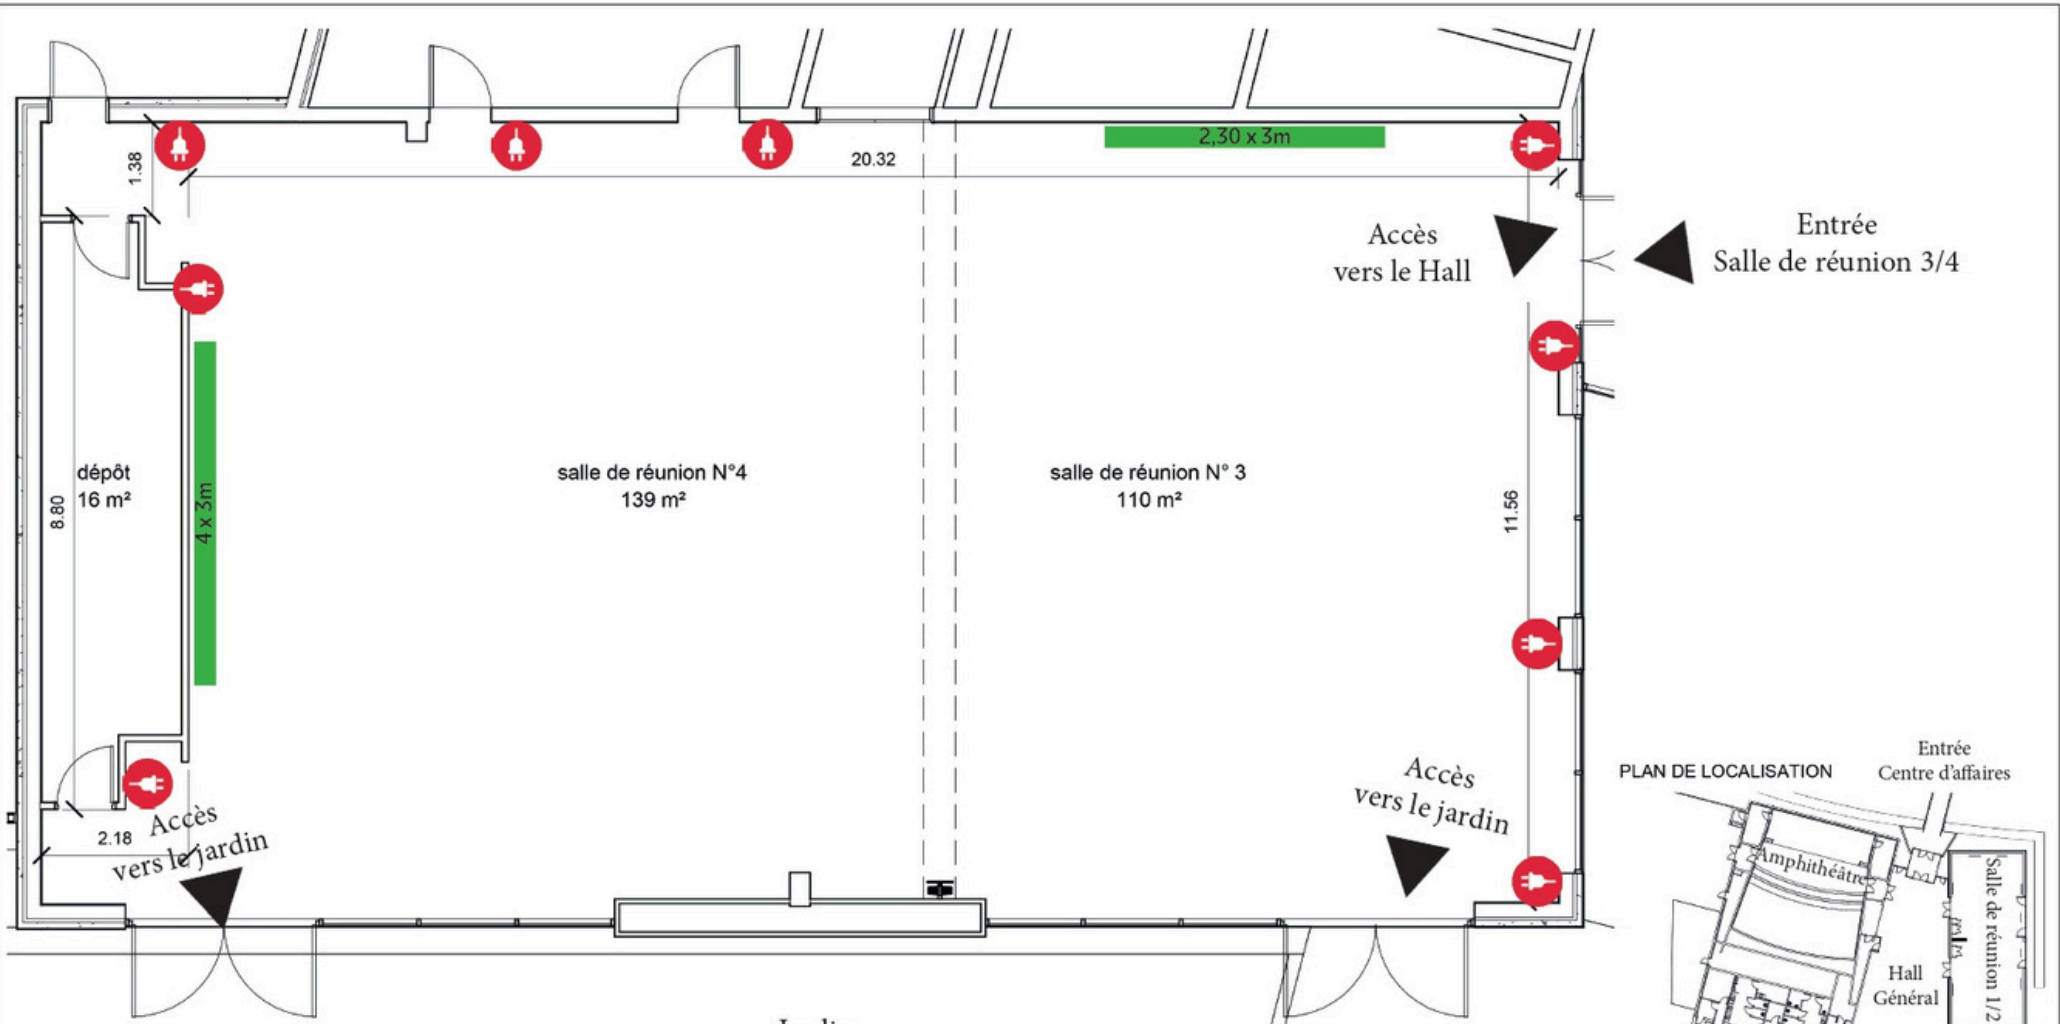 1.38
20.32
2,30 x 3m
Accès
vers le Hall
Entrée
Salle de réunion 3/4
dépôt
16 m²
8.80
4 x 3m
salle de réunion N°4
139 m²
salle de réunion N° 3
110 m²
11.56
2.18
Accès
vers le jardin
Accès
vers le jardin
PLAN DE LOCALISATION
Entrée
Centre d'affaires
Amphithéâtre
Salle de réunion 1/2
Hall
Général